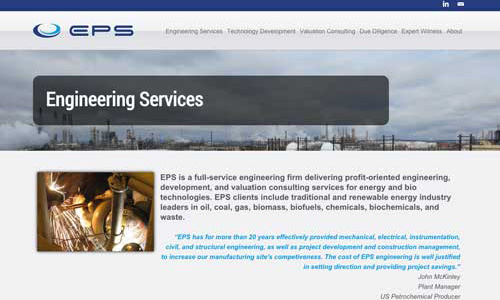 EPS
Engineering Services Technology Development Valuation Consulting Due Diligence Expert Witness About
Engineering Services
EPS is a full-service engineering firm delivering profit-oriented engineering,
development, and valuation consulting services for energy and bio
technologies. EPS clients include traditional and renewable energy industry
leaders in oil, coal, gas, biomass, biofuels, chemicals, biochemicals, and
waste.
"EPS has for more than 20 years effectively provided mechanical, electrical, instrumentation,
civil, and structural engineering, as well as project development and construction management,
to increase our manufacturing site's competiveness. The cost of EPS engineering is well justified
in setting direction and providing project savings."
John McKinley
Plant Manager
US Petrochemical Producer